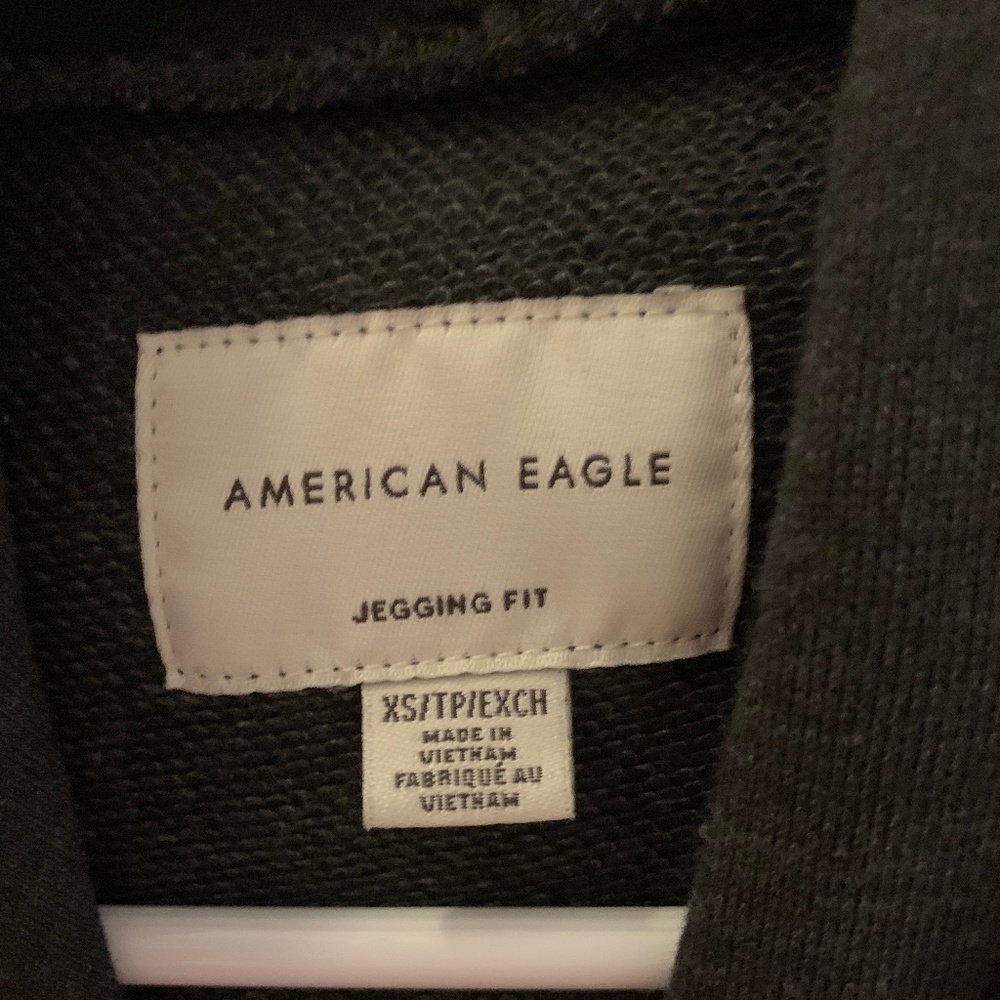 AMERICAN EAGLE
JEGGING FIT
XS/TP/EXCH
MADE IN
VIETNAM
FABRIQUÉ AU
VIETNAM